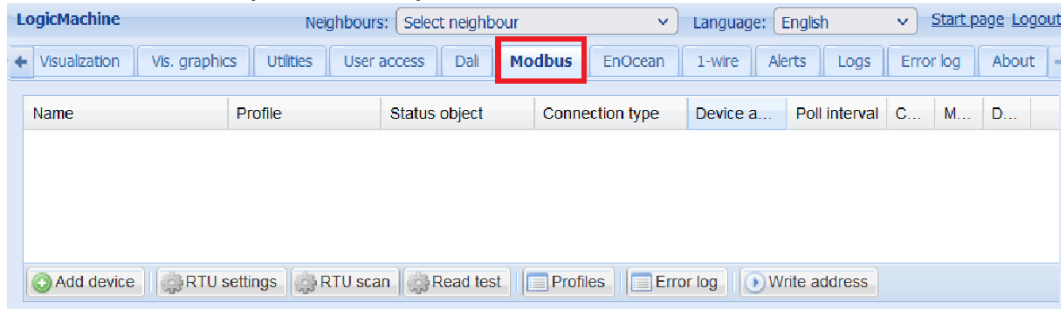 LogicMachine Neighbours: Select neighbour Language: English Start page Logout
Visualization Vis. graphics Utilities User access Dali Modbus EnOcean 1-wire Alerts Logs Error log About
Name Profile Status object Connection type Device a... Poll interval C... M... D...
Add device RTU settings RTU scan Read test Profiles Error log Write address